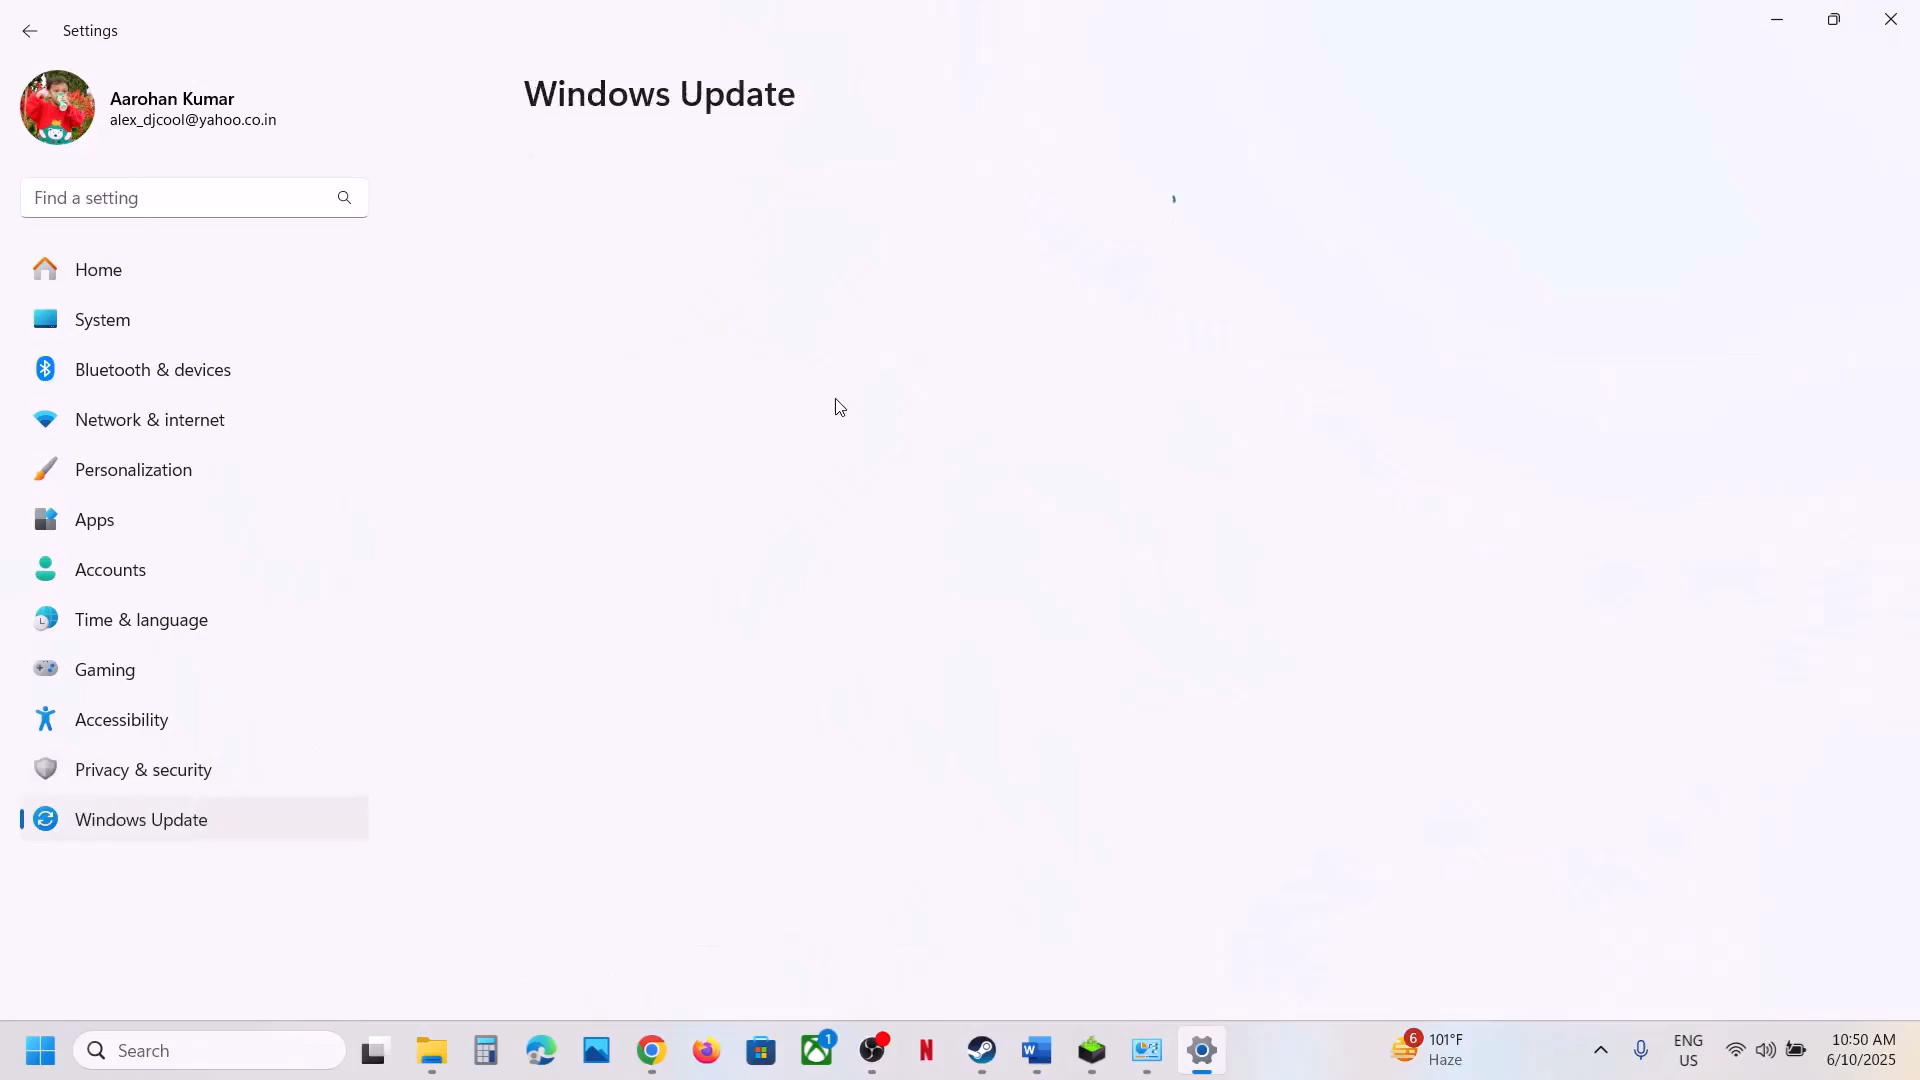 Settings
Aarohan Kumar
alex_djcool@yahoo.co.in
Find a setting
Home
System
Bluetooth & devices
Network & internet
Personalization
Apps
Accounts
Time & language
Gaming
Accessibility
Privacy & security
Windows Update
Windows Update
Search
1
N
W
6
101°F
Haze
ENG
US
10:50 AM
6/10/2025